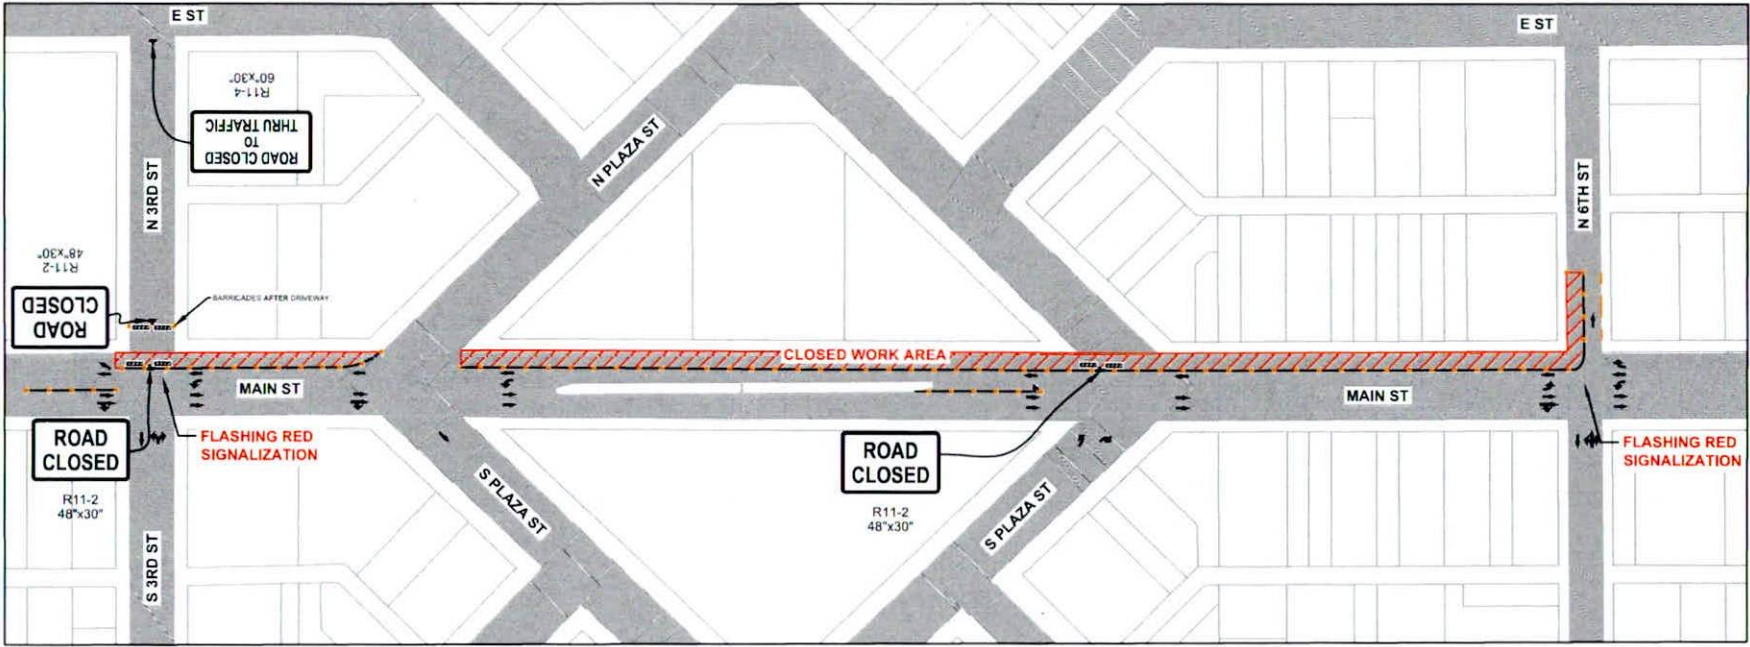 E ST
E ST
R11-4
60"x30"
ROAD CLOSED
TO
THRU TRAFFIC
N PLAZA ST
N 3RD ST
N 6TH ST
R11-2
48"x30"
ROAD
CLOSED
BARRICADES AFTER DRIVEWAY
CLOSED WORK AREA
MAIN ST
MAIN ST
ROAD
CLOSED
FLASHING RED
SIGNALIZATION
ROAD
CLOSED
FLASHING RED
SIGNALIZATION
R11-2
48"x30"
S PLAZA ST
R11-2
48"x30"
S PLAZA ST
S 3RD ST